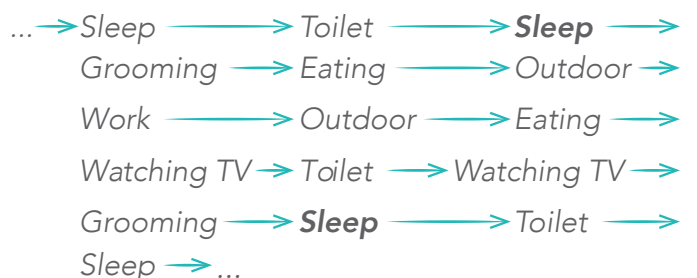 ... → Sleep → Toilet → Sleep →
Grooming → Eating → Outdoor →
Work → Outdoor → Eating →
Watching TV → Toilet → Watching TV →
Grooming → Sleep → Toilet →
Sleep → ...